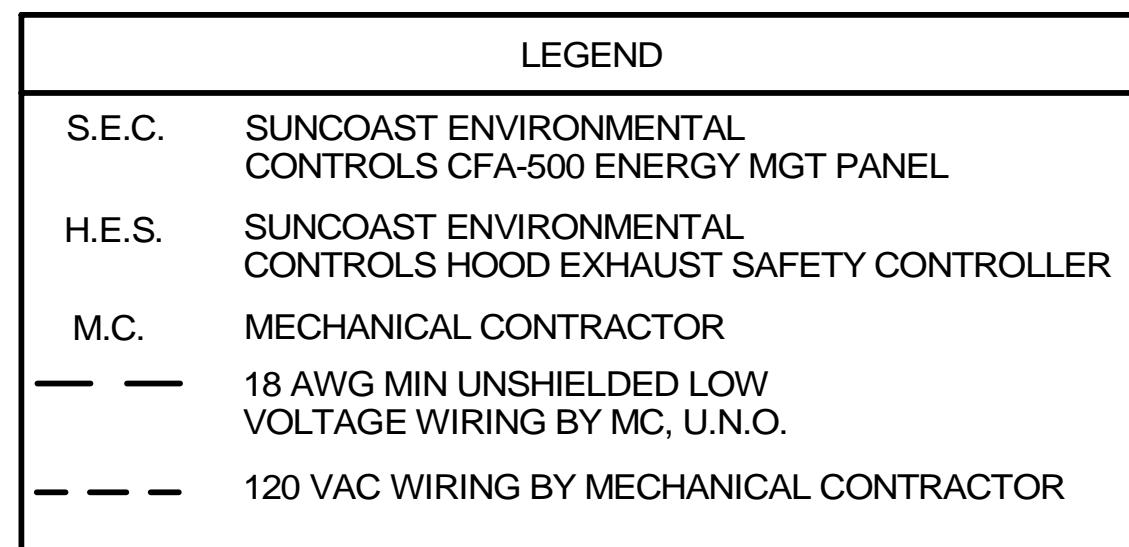 LEGEND
S.E.C. SUNCOAST ENVIRONMENTAL
CONTROLS CFA-500 ENERGY MGT PANEL
H.E.S. SUNCOAST ENVIRONMENTAL
CONTROLS HOOD EXHAUST SAFETY CONTROLLER
M.C. MECHANICAL CONTRACTOR
18 AWG MIN UNSHIELDED LOW
VOLTAGE WIRING BY MC, U.N.O.
120 VAC WIRING BY MECHANICAL CONTRACTOR